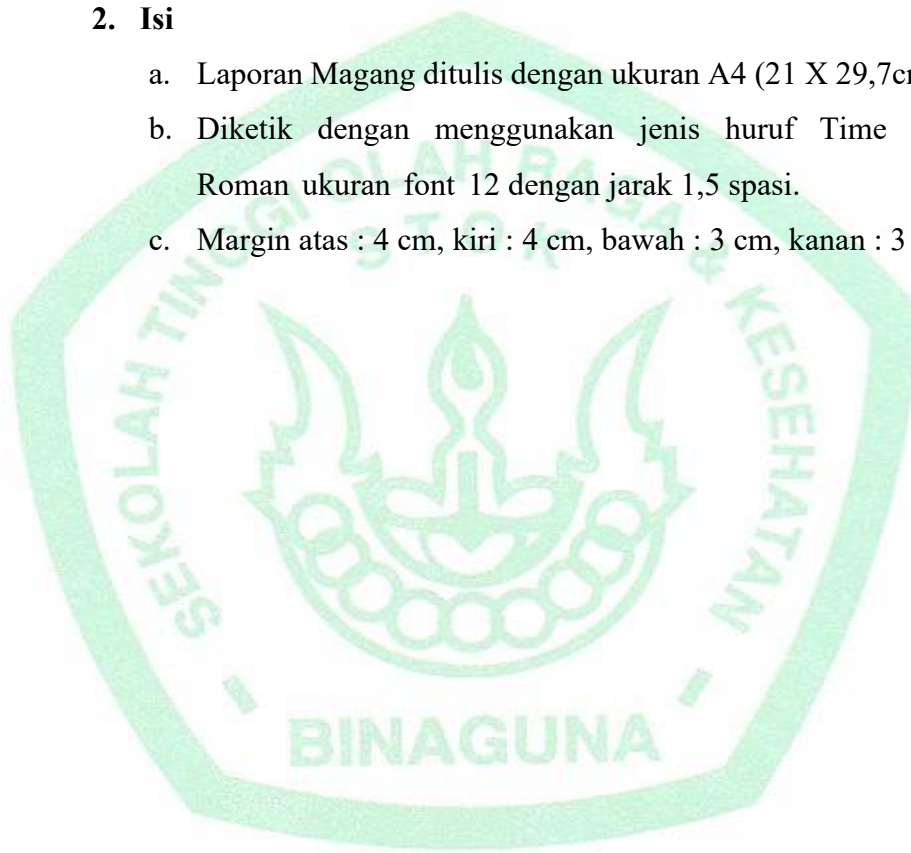 2. Isi
a. Laporan Magang ditulis dengan ukuran A4 (21 X 29,7cm
b. Diketik dengan menggunakan jenis huruf Time
Roman ukuran font 12 dengan jarak 1,5 spasi.
c. Margin atas : 4 cm, kiri : 4 cm, bawah : 3 cm, kanan : 3
SEKOLAH TINGGI OLAH RAGA & KESEHATAN
S T O K
- BINAGUNA -